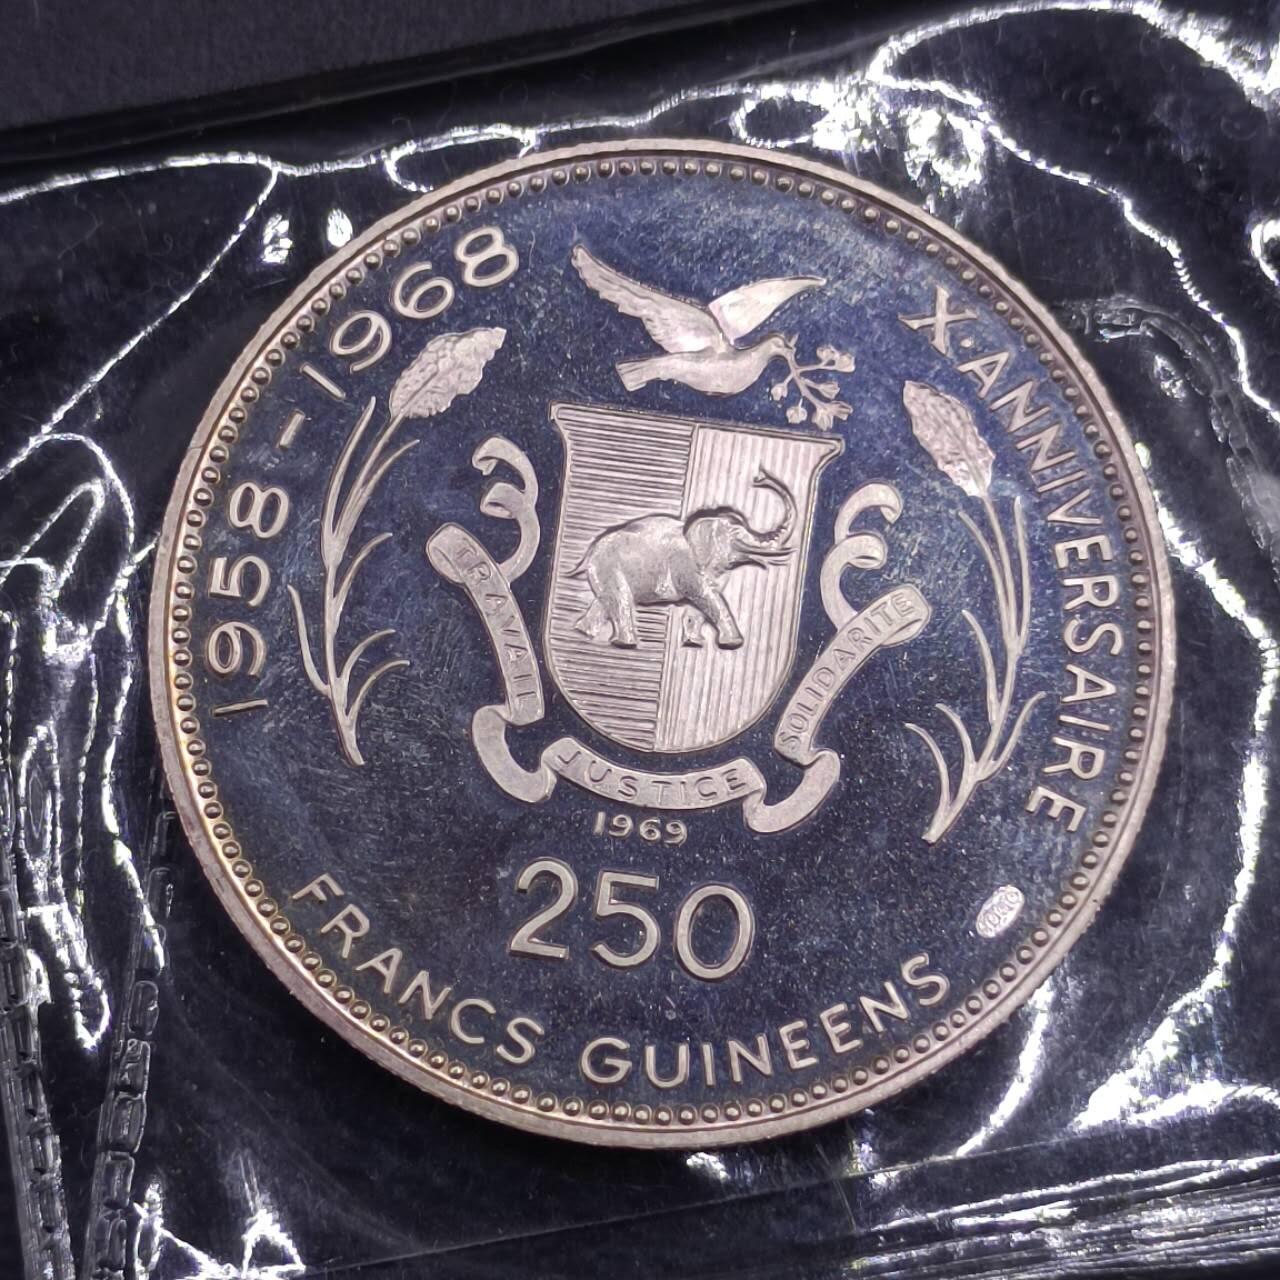 1958-1968
X·ANNIVERSAIRE
TRAVAIL
JUSTICE
SOLIDARITE
1969
250
FRANCS GUINEENS